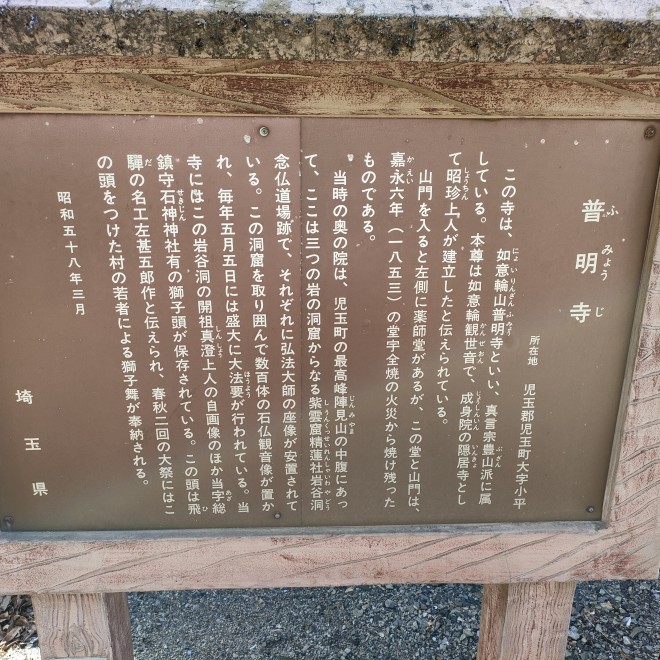 普明寺
所在地　児玉郡児玉町大字小平
この寺は、如意輪山普明寺といい、真言宗豊山派に属
している。本尊は如意輪観世音で、成身院の隠居寺とし
て昭珍上人が建立したと伝えられている。
山門を入ると左側に薬師堂があるが、この堂と山門は、
嘉永六年（一八五三）の堂宇全焼の火災から焼け残った
ものである。
当時の奥の院は、児玉町の最高峰陣見山の中腹にあっ
て、ここは三つの岩の洞窟からなる紫雲窟精蓮社岩谷洞
念仏道場跡で、それぞれに弘法大師の座像が安置されて
いる。この洞窟を取り囲んで数百体の石仏観音像が置か
れ、毎年五月五日には盛大に大法要が行われている。当
寺にはこの岩谷洞の開祖真澄上人の自画像のほか当字総
鎮守石神神社有の獅子頭が保存されている。この頭は飛
騨の名工左甚五郎作と伝えられ、春秋二回の大祭にはこ
の頭をつけた村の若者による獅子舞が奉納される。
昭和五十八年三月
埼玉県